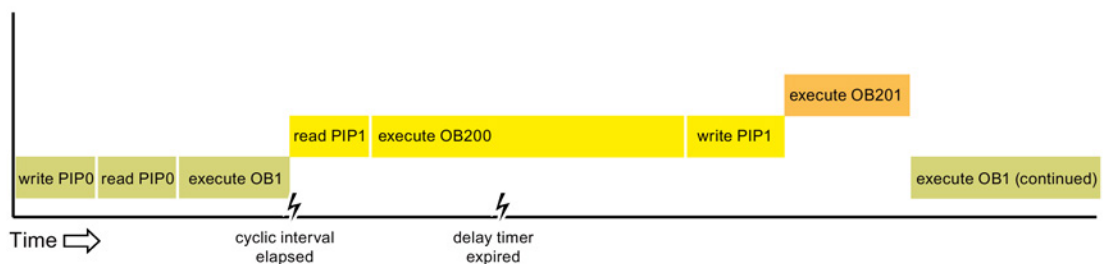 execute OB201
read PIP1
execute OB200
write PIP1
write PIP0
read PIP0
execute OB1
execute OB1 (continued)
Time
cyclic interval
elapsed
delay timer
expired